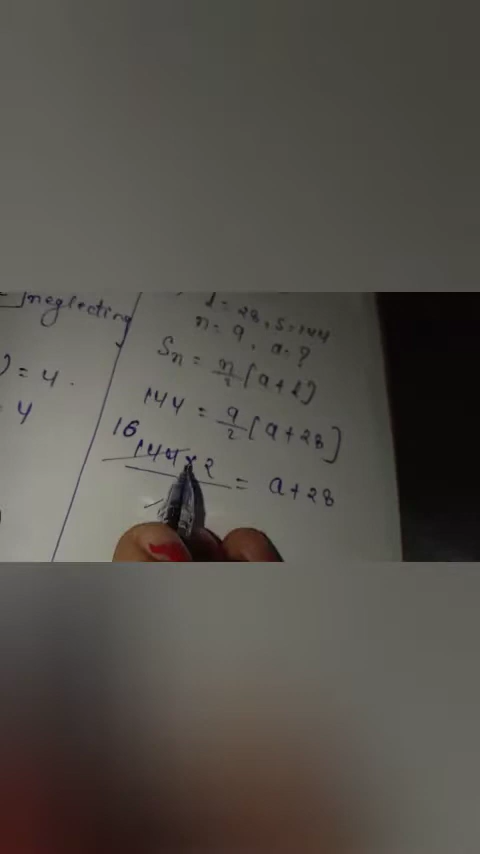 neglecting
) = 4 .
= 4
l = 28, S = 144
n = 9, a = ?
Sn = n/2 [a + l]
144 = 9/2 [a + 28]
16
144 × 2 = a + 28